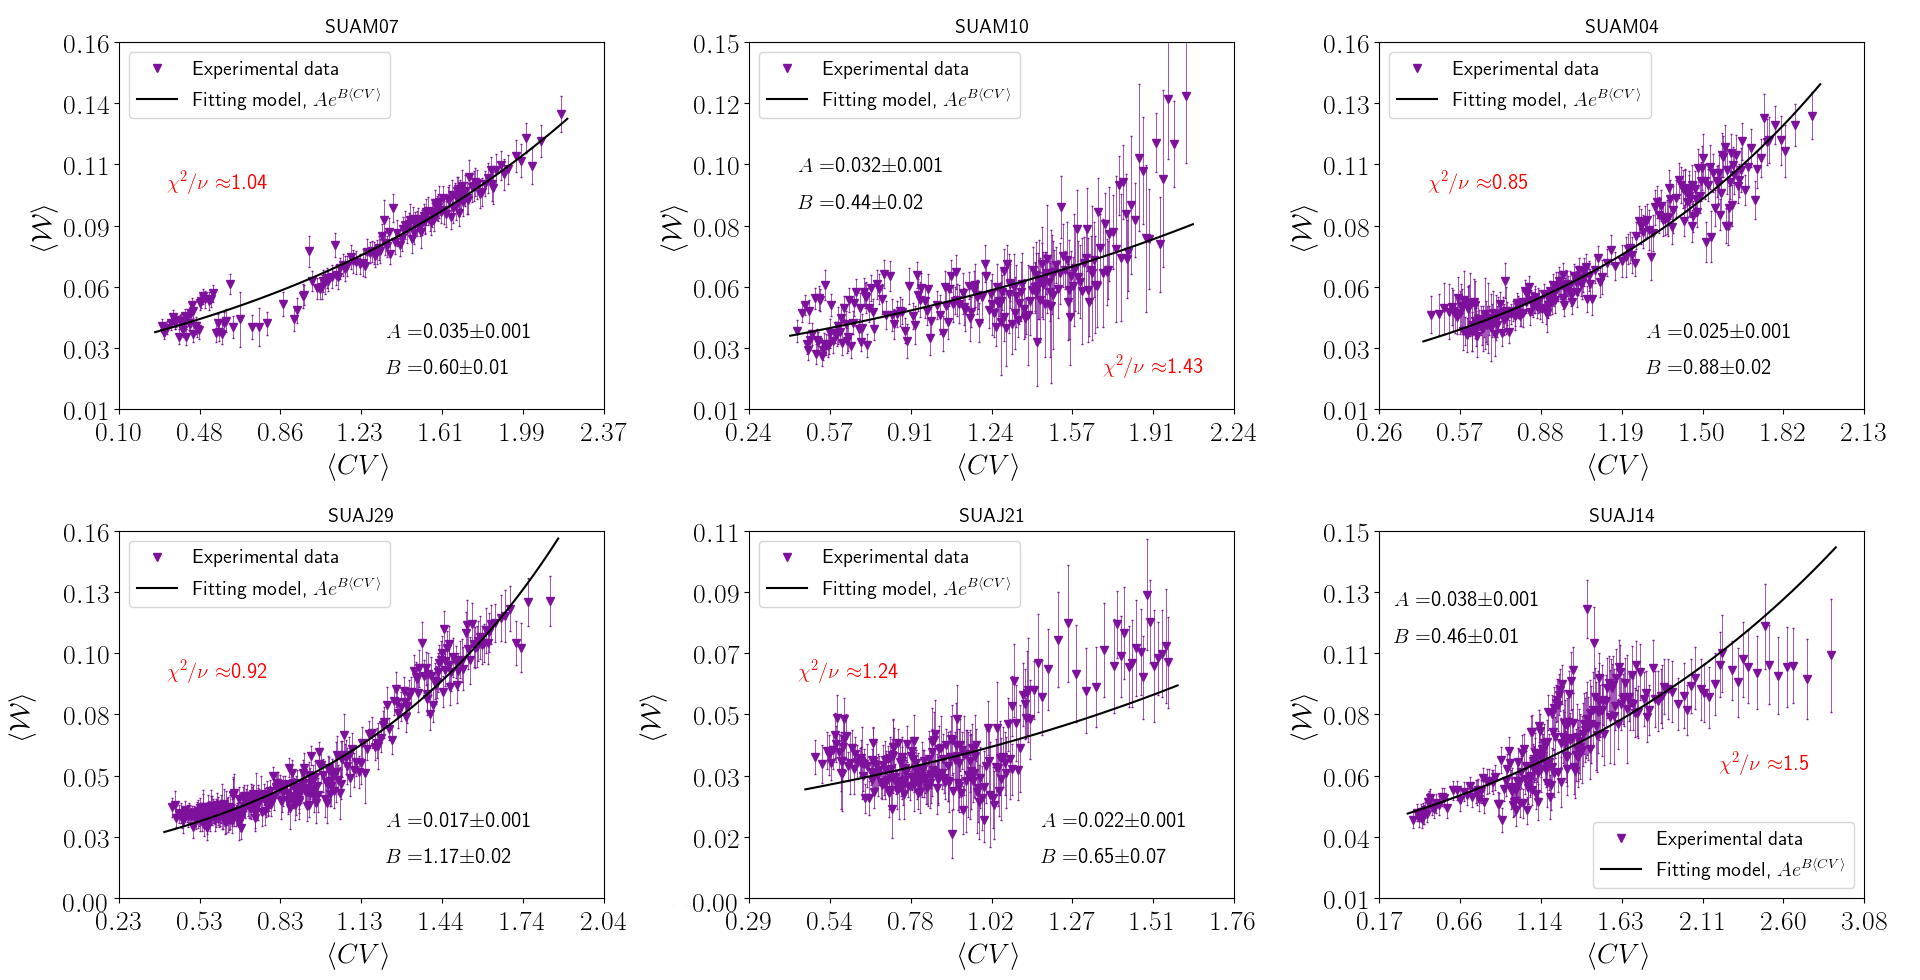 SUAM07
0.16
0.14
0.11
0.09
0.06
0.03
0.01
⟨𝒲⟩
Experimental data
Fitting model, Ae^{B⟨CV⟩}
χ²/ν ≈1.04
A =0.035±0.001
B =0.60±0.01
0.10 0.48 0.86 1.23 1.61 1.99 2.37
⟨CV⟩
SUAM10
0.15
0.12
0.10
0.08
0.06
0.03
0.01
⟨𝒲⟩
Experimental data
Fitting model, Ae^{B⟨CV⟩}
A =0.032±0.001
B =0.44±0.02
χ²/ν ≈1.43
0.24 0.57 0.91 1.24 1.57 1.91 2.24
⟨CV⟩
SUAM04
0.16
0.13
0.11
0.08
0.06
0.03
0.01
⟨𝒲⟩
Experimental data
Fitting model, Ae^{B⟨CV⟩}
χ²/ν ≈0.85
A =0.025±0.001
B =0.88±0.02
0.26 0.57 0.88 1.19 1.50 1.82 2.13
⟨CV⟩
SUAJ29
0.16
0.13
0.10
0.08
0.05
0.03
0.00
⟨𝒲⟩
Experimental data
Fitting model, Ae^{B⟨CV⟩}
χ²/ν ≈0.92
A =0.017±0.001
B =1.17±0.02
0.23 0.53 0.83 1.13 1.44 1.74 2.04
⟨CV⟩
SUAJ21
0.11
0.09
0.07
0.05
0.03
0.02
0.00
⟨𝒲⟩
Experimental data
Fitting model, Ae^{B⟨CV⟩}
χ²/ν ≈1.24
A =0.022±0.001
B =0.65±0.07
0.29 0.54 0.78 1.02 1.27 1.51 1.76
⟨CV⟩
SUAJ14
0.15
0.13
0.11
0.08
0.06
0.04
0.01
⟨𝒲⟩
A =0.038±0.001
B =0.46±0.01
χ²/ν ≈1.5
Experimental data
Fitting model, Ae^{B⟨CV⟩}
0.17 0.66 1.14 1.63 2.11 2.60 3.08
⟨CV⟩